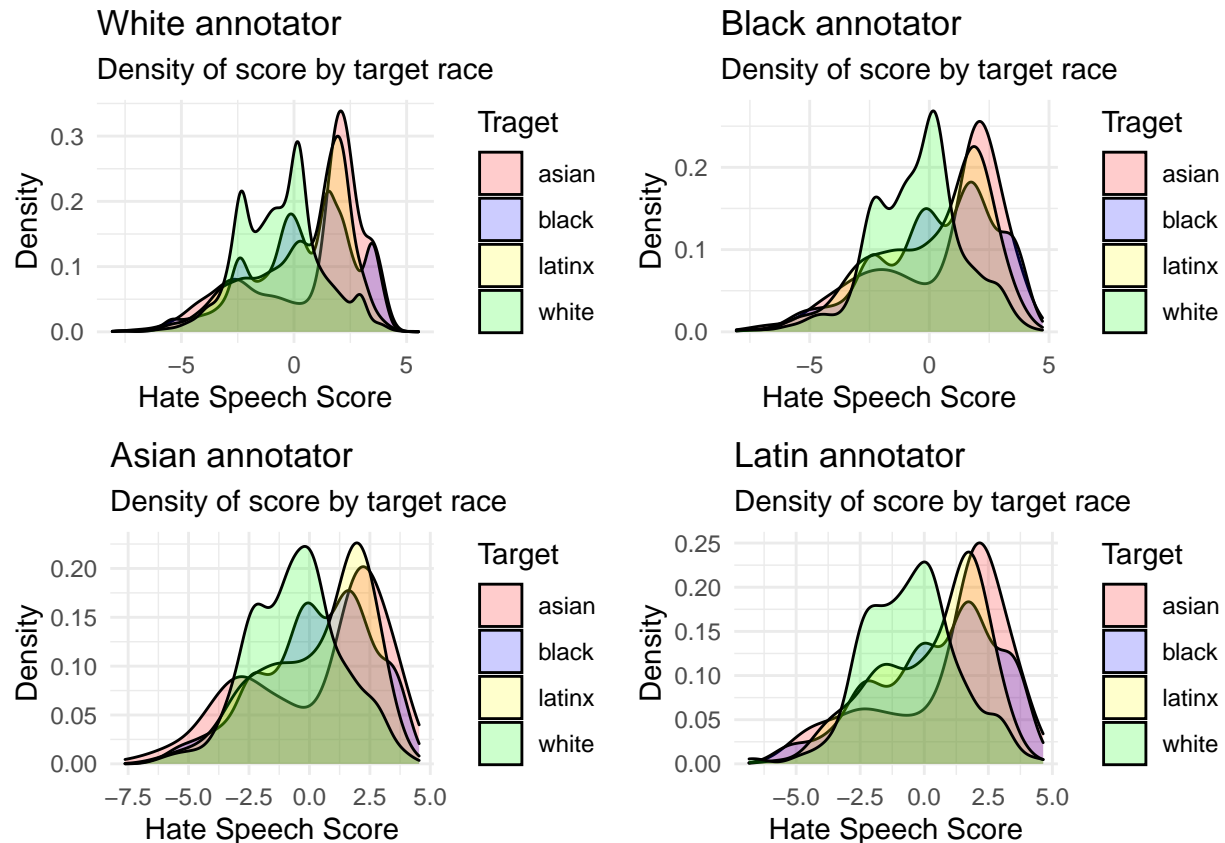 White annotator
Density of score by target race
Density
0.3
0.2
0.1
0.0
−5
0
5
Hate Speech Score
Traget
asian
black
latinx
white
Black annotator
Density of score by target race
Density
0.2
0.1
0.0
−5
0
5
Hate Speech Score
Traget
asian
black
latinx
white
Asian annotator
Density of score by target race
Density
0.20
0.15
0.10
0.05
0.00
−7.5
−5.0
−2.5
0.0
2.5
5.0
Hate Speech Score
Target
asian
black
latinx
white
Latin annotator
Density of score by target race
Density
0.25
0.20
0.15
0.10
0.05
0.00
−5.0
−2.5
0.0
2.5
5.0
Hate Speech Score
Target
asian
black
latinx
white